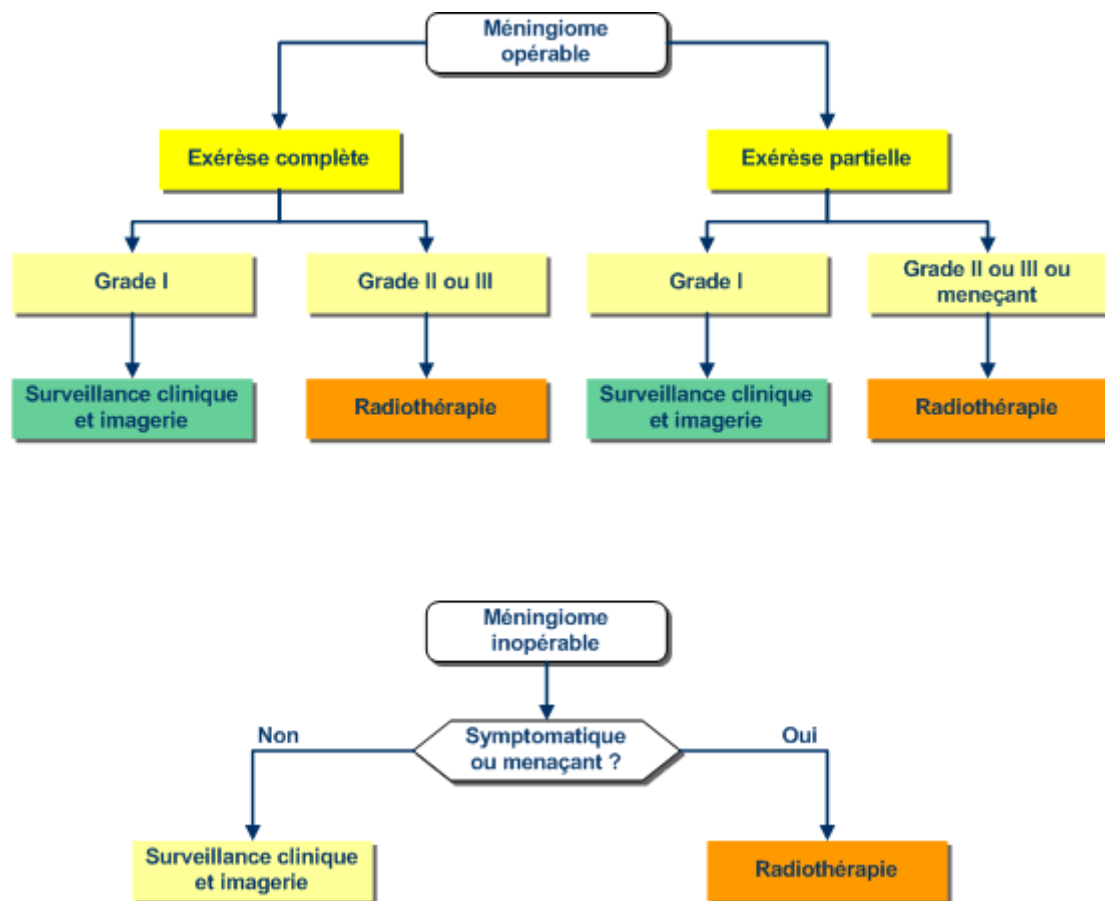 Méningiome
opérable
Exérèse complète
Exérèse partielle
Grade I
Grade II ou III
Grade I
Grade II ou III ou
meneçant
Surveillance clinique
et imagerie
Radiothérapie
Surveillance clinique
et imagerie
Radiothérapie
Méningiome
inopérable
Non
Symptomatique
ou menaçant ?
Oui
Surveillance clinique
et imagerie
Radiothérapie